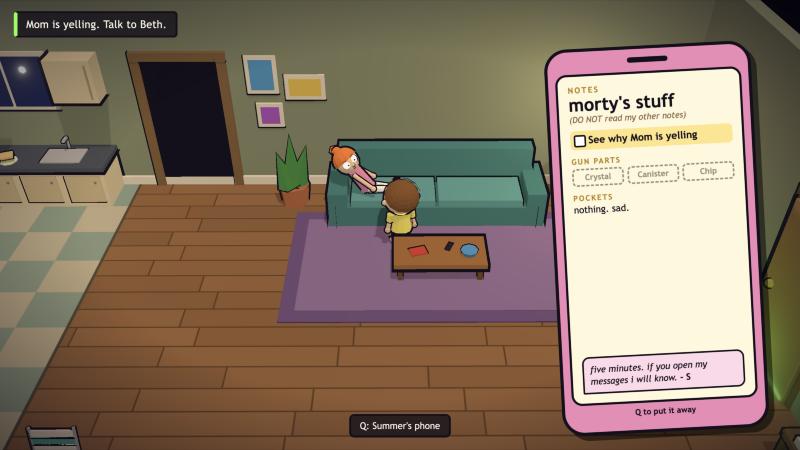 Mom is yelling. Talk to Beth.
NOTES
morty's stuff
(DO NOT read my other notes)
See why Mom is yelling
GUN PARTS
Crystal
Canister
Chip
POCKETS
nothing. sad.
five minutes. if you open my
messages i will know. - S
Q to put it away
Q: Summer's phone